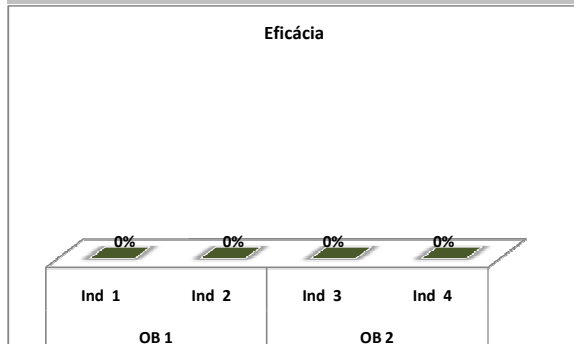 Eficácia
0% 0% 0% 0%
Ind 1 Ind 2 Ind 3 Ind 4
OB 1 OB 2